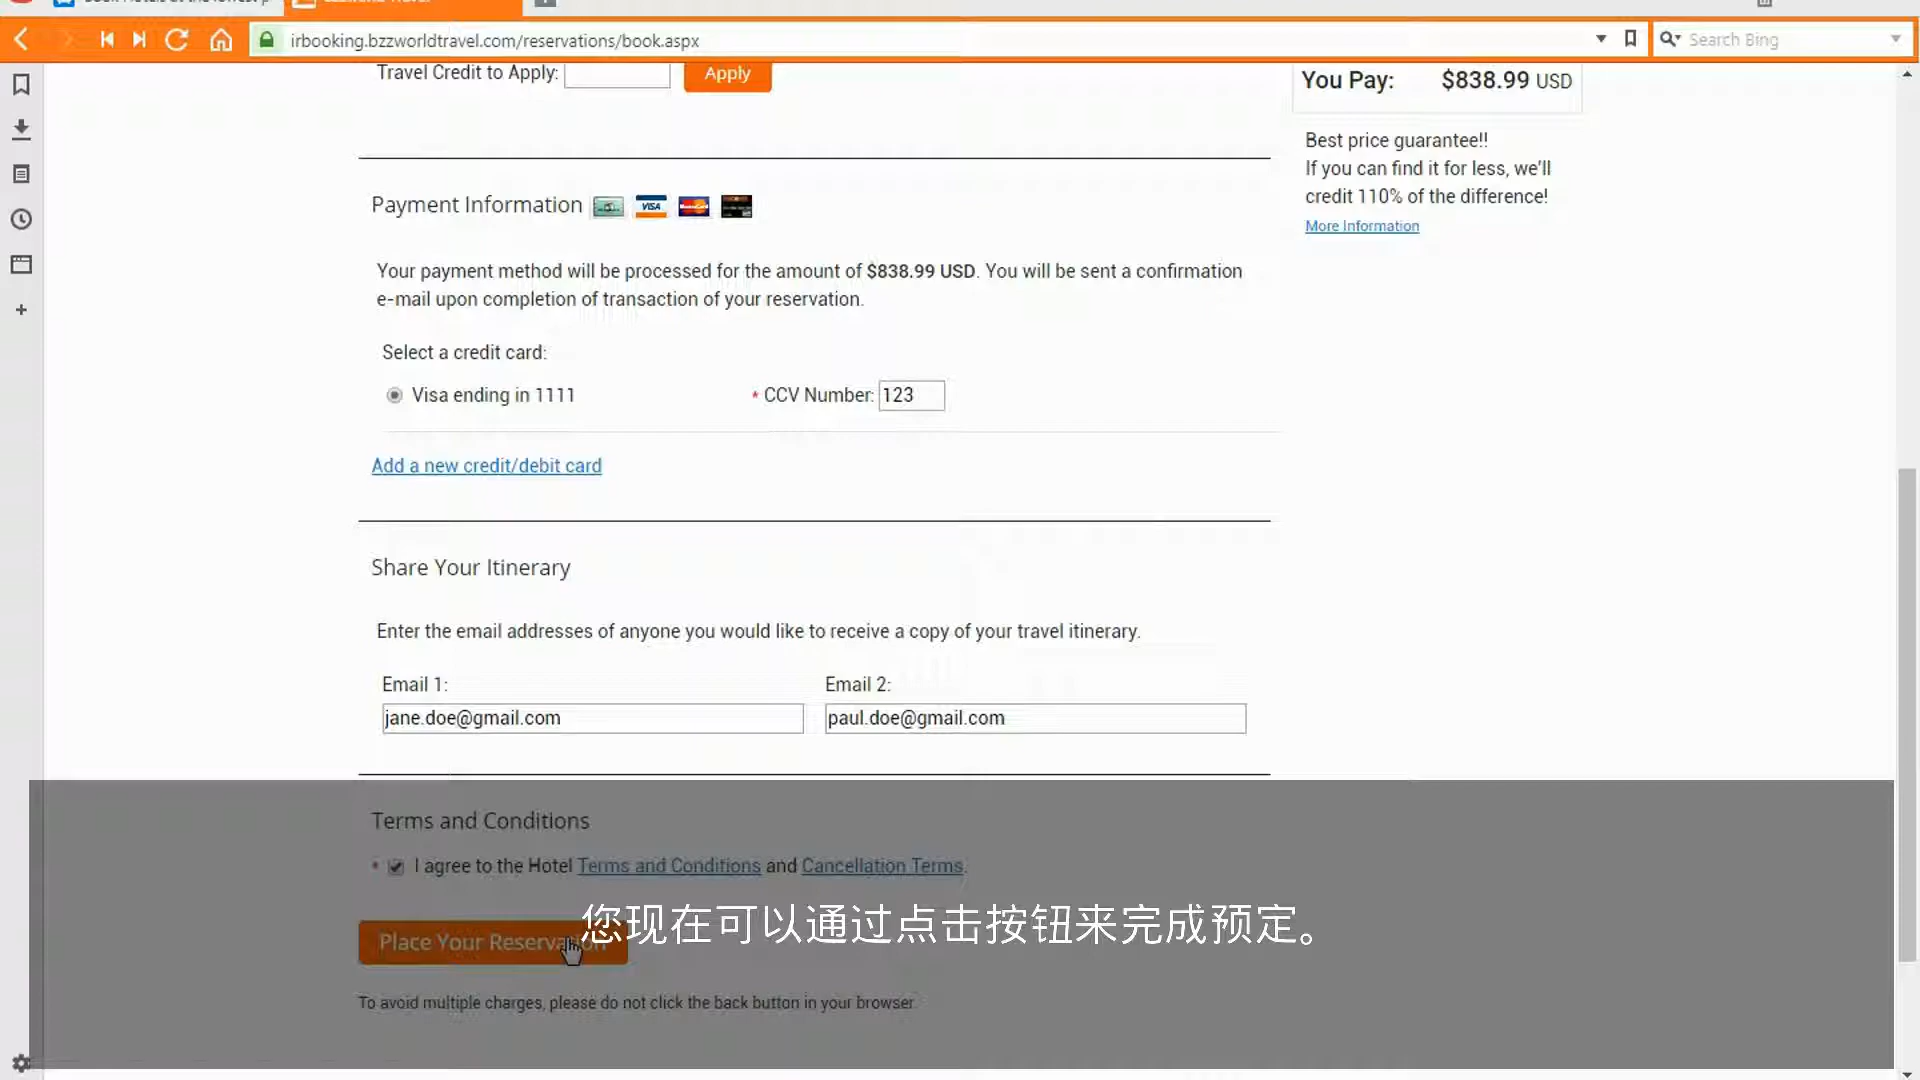 irbooking.bzzworldtravel.com/reservations/book.aspx
Search Bing
Travel Credit to Apply:
Apply
You Pay: $838.99 USD
Best price guarantee!!
If you can find it for less, we'll
credit 110% of the difference!
More Information
Payment Information
VISA
Your payment method will be processed for the amount of $838.99 USD. You will be sent a confirmation
e-mail upon completion of transaction of your reservation.
Select a credit card:
Visa ending in 1111
* CCV Number: 123
Add a new credit/debit card
Share Your Itinerary
Enter the email addresses of anyone you would like to receive a copy of your travel itinerary.
Email 1:
Email 2:
jane.doe@gmail.com
paul.doe@gmail.com
Terms and Conditions
* I agree to the Hotel Terms and Conditions and Cancellation Terms.
Place Your Reservation
您现在可以通过点击按钮来完成预定。
To avoid multiple charges, please do not click the back button in your browser.